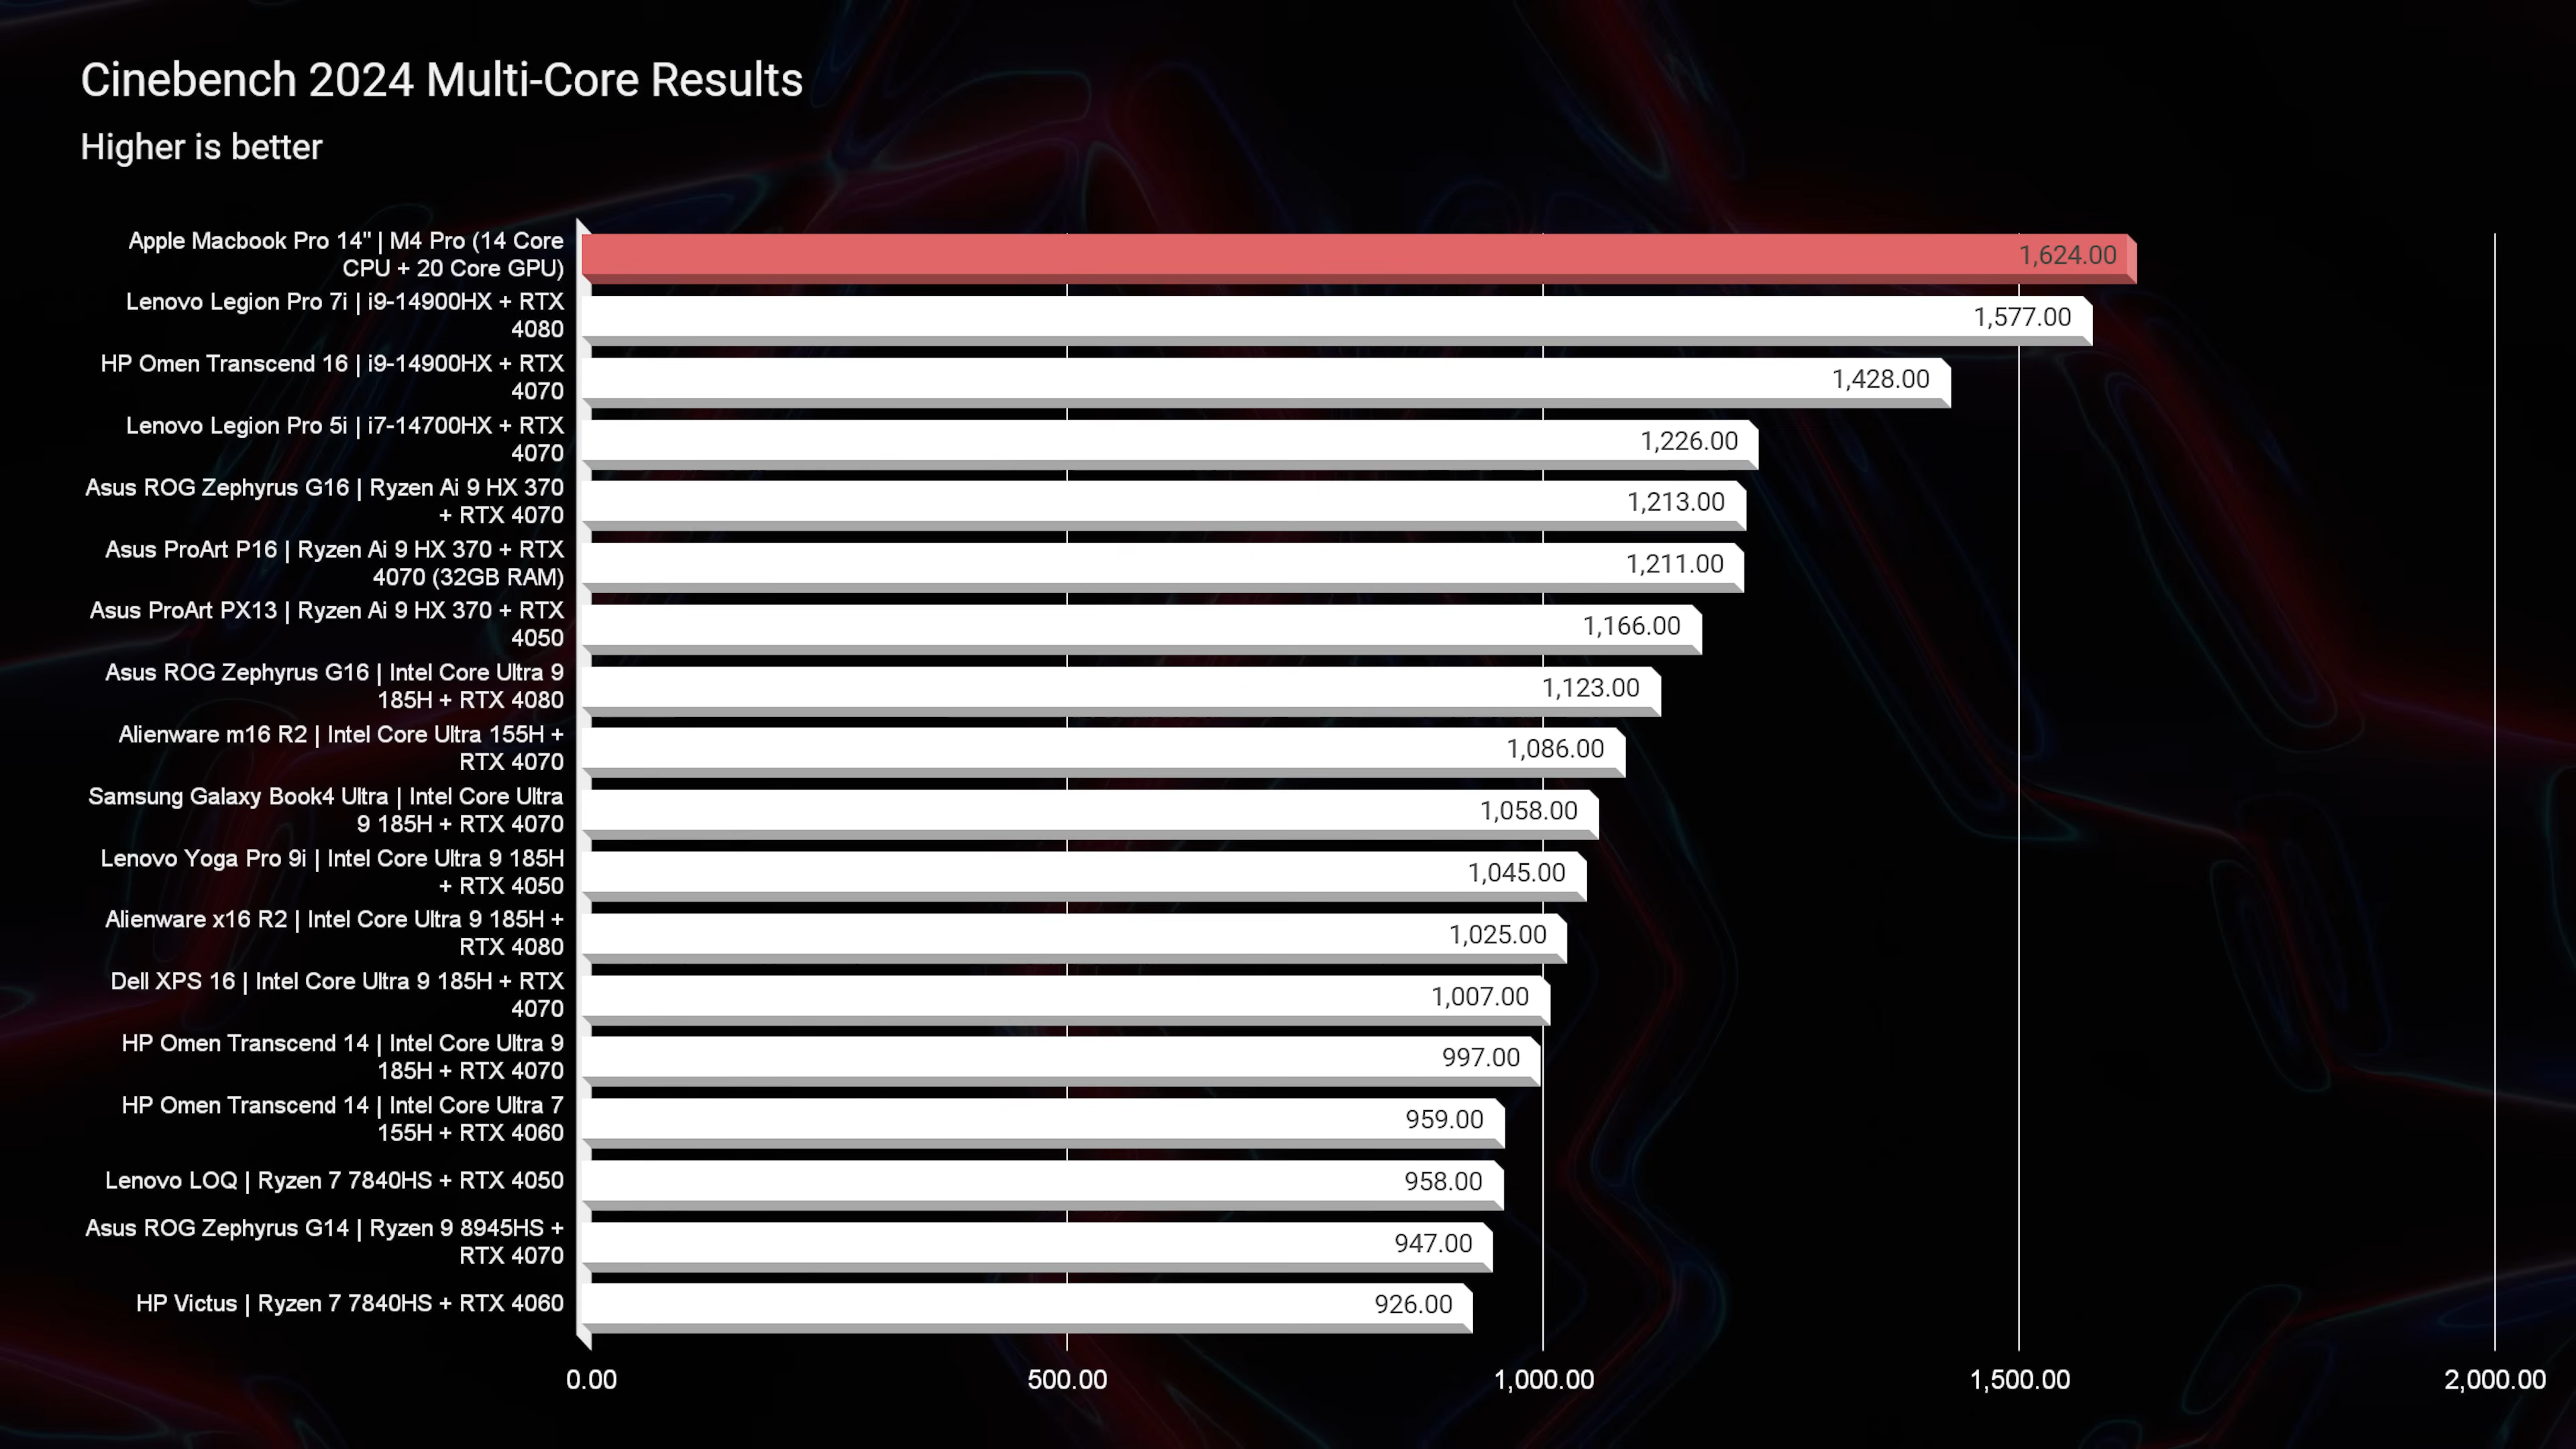 Cinebench 2024 Multi-Core Results
Higher is better
Apple Macbook Pro 14" | M4 Pro (14 Core
CPU + 20 Core GPU)
1,624.00
Lenovo Legion Pro 7i | i9-14900HX + RTX
4080
1,577.00
HP Omen Transcend 16 | i9-14900HX + RTX
4070
1,428.00
Lenovo Legion Pro 5i | i7-14700HX + RTX
4070
1,226.00
Asus ROG Zephyrus G16 | Ryzen Ai 9 HX 370
+ RTX 4070
1,213.00
Asus ProArt P16 | Ryzen Ai 9 HX 370 + RTX
4070 (32GB RAM)
1,211.00
Asus ProArt PX13 | Ryzen Ai 9 HX 370 + RTX
4050
1,166.00
Asus ROG Zephyrus G16 | Intel Core Ultra 9
185H + RTX 4080
1,123.00
Alienware m16 R2 | Intel Core Ultra 155H +
RTX 4070
1,086.00
Samsung Galaxy Book4 Ultra | Intel Core Ultra
9 185H + RTX 4070
1,058.00
Lenovo Yoga Pro 9i | Intel Core Ultra 9 185H
+ RTX 4050
1,045.00
Alienware x16 R2 | Intel Core Ultra 9 185H +
RTX 4080
1,025.00
Dell XPS 16 | Intel Core Ultra 9 185H + RTX
4070
1,007.00
HP Omen Transcend 14 | Intel Core Ultra 9
185H + RTX 4070
997.00
HP Omen Transcend 14 | Intel Core Ultra 7
155H + RTX 4060
959.00
Lenovo LOQ | Ryzen 7 7840HS + RTX 4050
958.00
Asus ROG Zephyrus G14 | Ryzen 9 8945HS +
RTX 4070
947.00
HP Victus | Ryzen 7 7840HS + RTX 4060
926.00
0.00
500.00
1,000.00
1,500.00
2,000.00